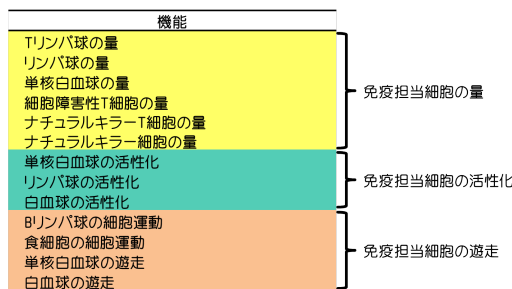 機能
Tリンパ球の量
リンパ球の量
単核白血球の量
細胞障害性T細胞の量
ナチュラルキラーT細胞の量
ナチュラルキラー細胞の量
免疫担当細胞の量
単核白血球の活性化
リンパ球の活性化
白血球の活性化
免疫担当細胞の活性化
Bリンパ球の細胞運動
食細胞の細胞運動
単核白血球の遊走
白血球の遊走
免疫担当細胞の遊走